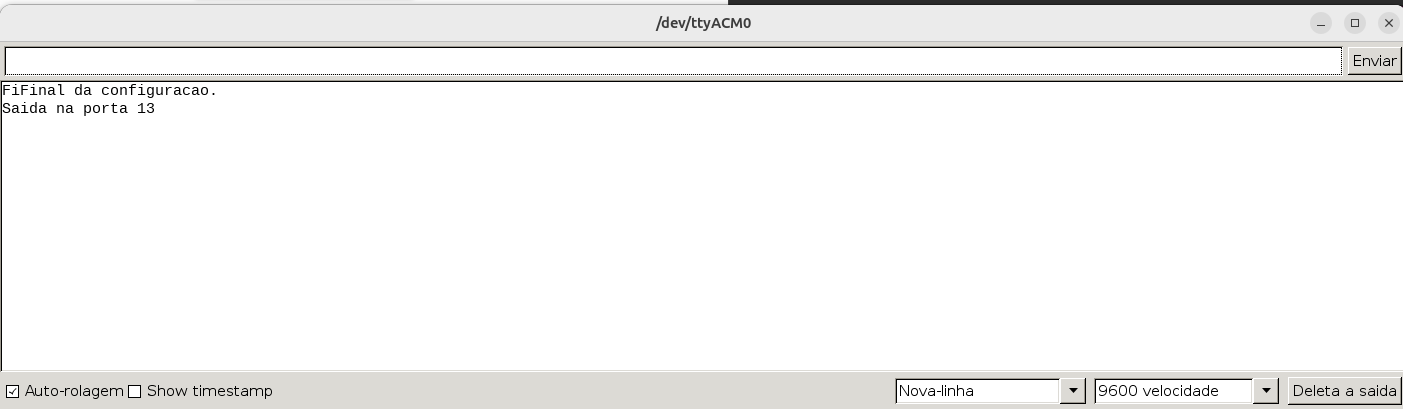 /dev/ttyACM0
Enviar
FiFinal da configuracao.
Saida na porta 13
Auto-rolagem Show timestamp Nova-linha 9600 velocidade Deleta a saida